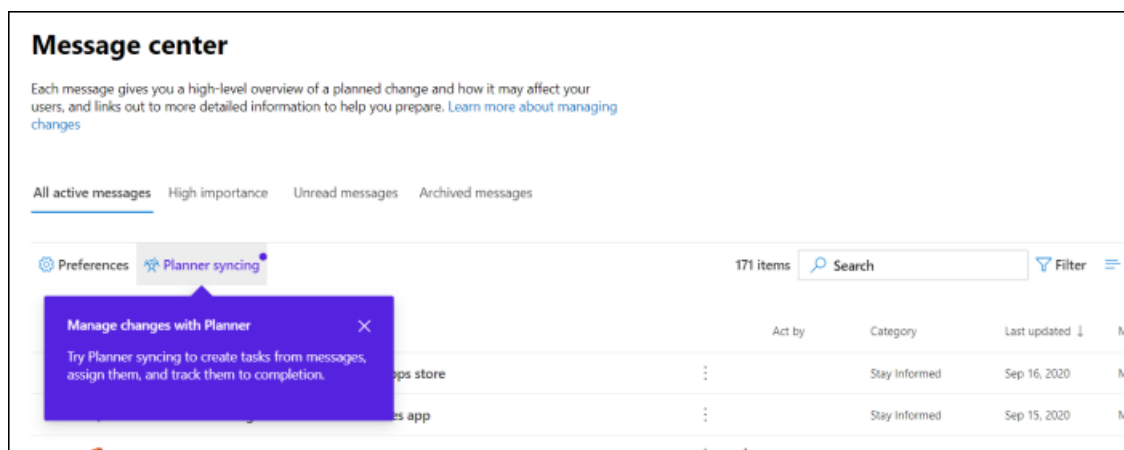 Message center
Each message gives you a high-level overview of a planned change and how it may affect your
users, and links out to more detailed information to help you prepare. Learn more about managing
changes
All active messages High importance Unread messages Archived messages
Preferences Planner syncing 171 items Search Filter
Manage changes with Planner
Try Planner syncing to create tasks from messages,
assign them, and track them to completion.
Act by Category Last updated ↓
store Stay Informed Sep 16, 2020
app Stay Informed Sep 15, 2020